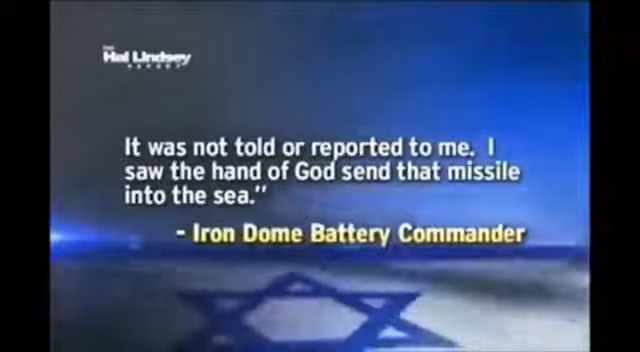 THE
Hal Lindsey
REPORT
It was not told or reported to me. I
saw the hand of God send that missile
into the sea."
- Iron Dome Battery Commander